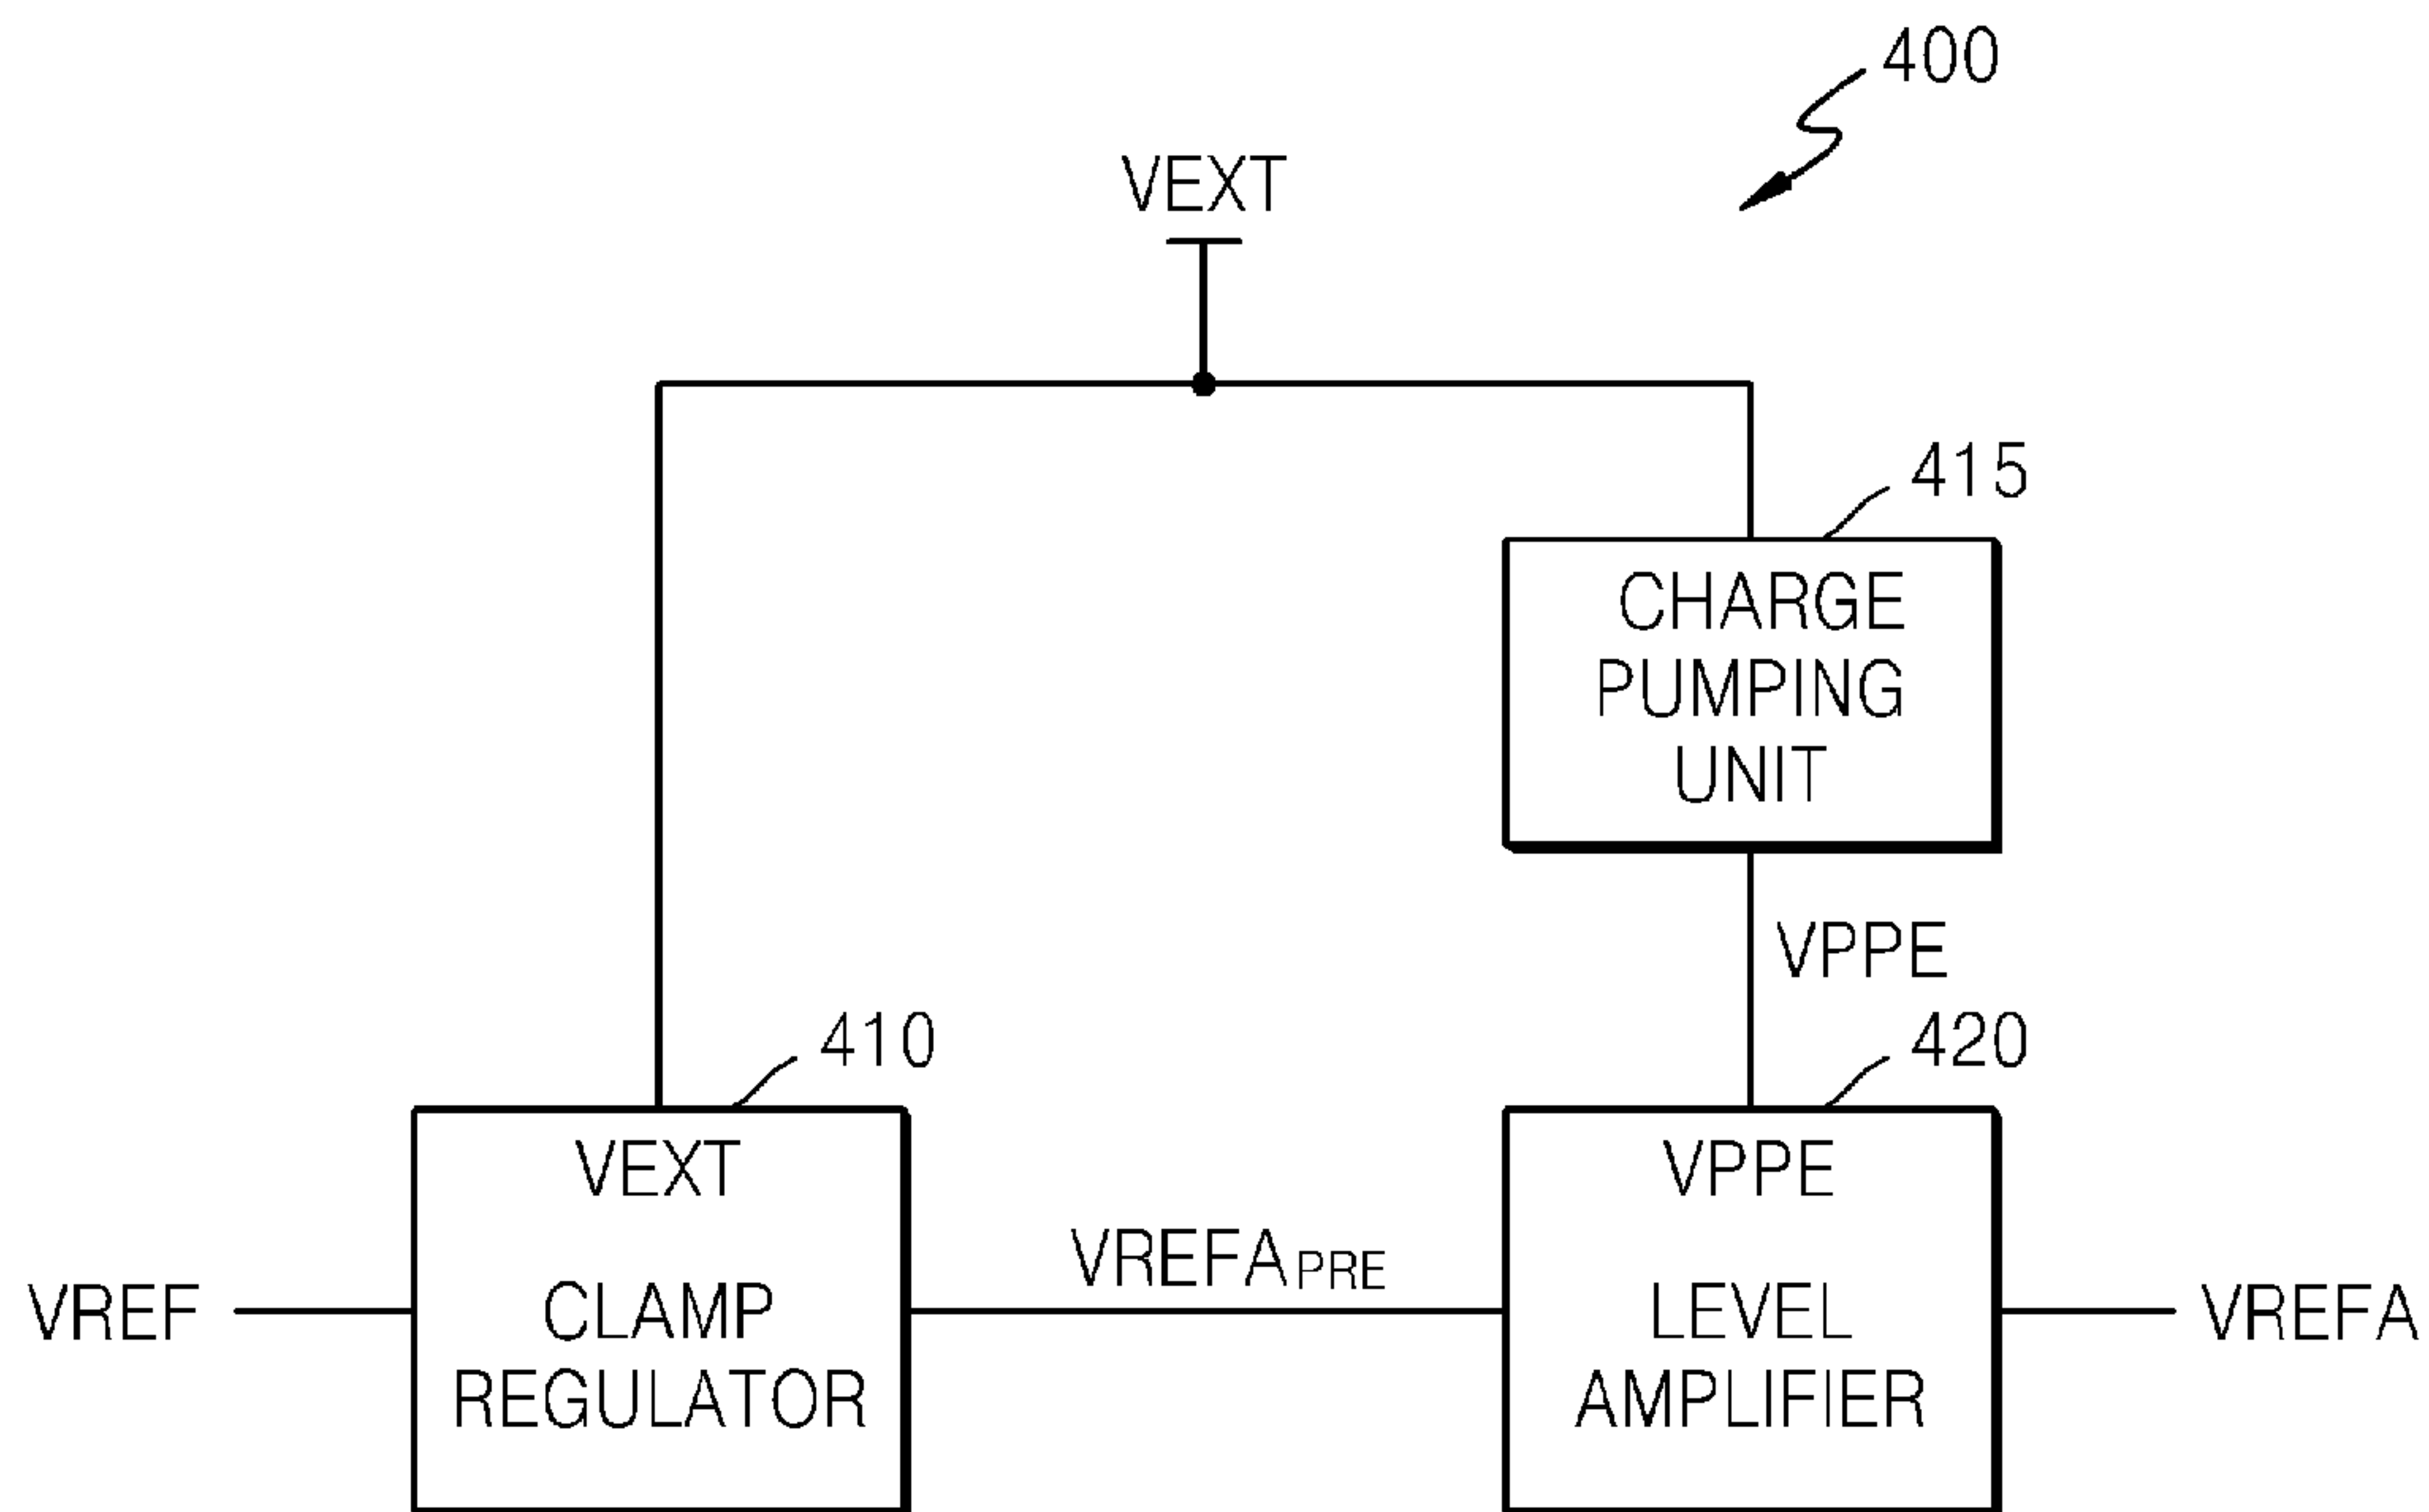 400
VEXT
415
CHARGE
PUMPING
UNIT
VPPE
410
420
VEXT
VPPE
VREF
CLAMP
REGULATOR
VREFAPRE
LEVEL
AMPLIFIER
VREFA